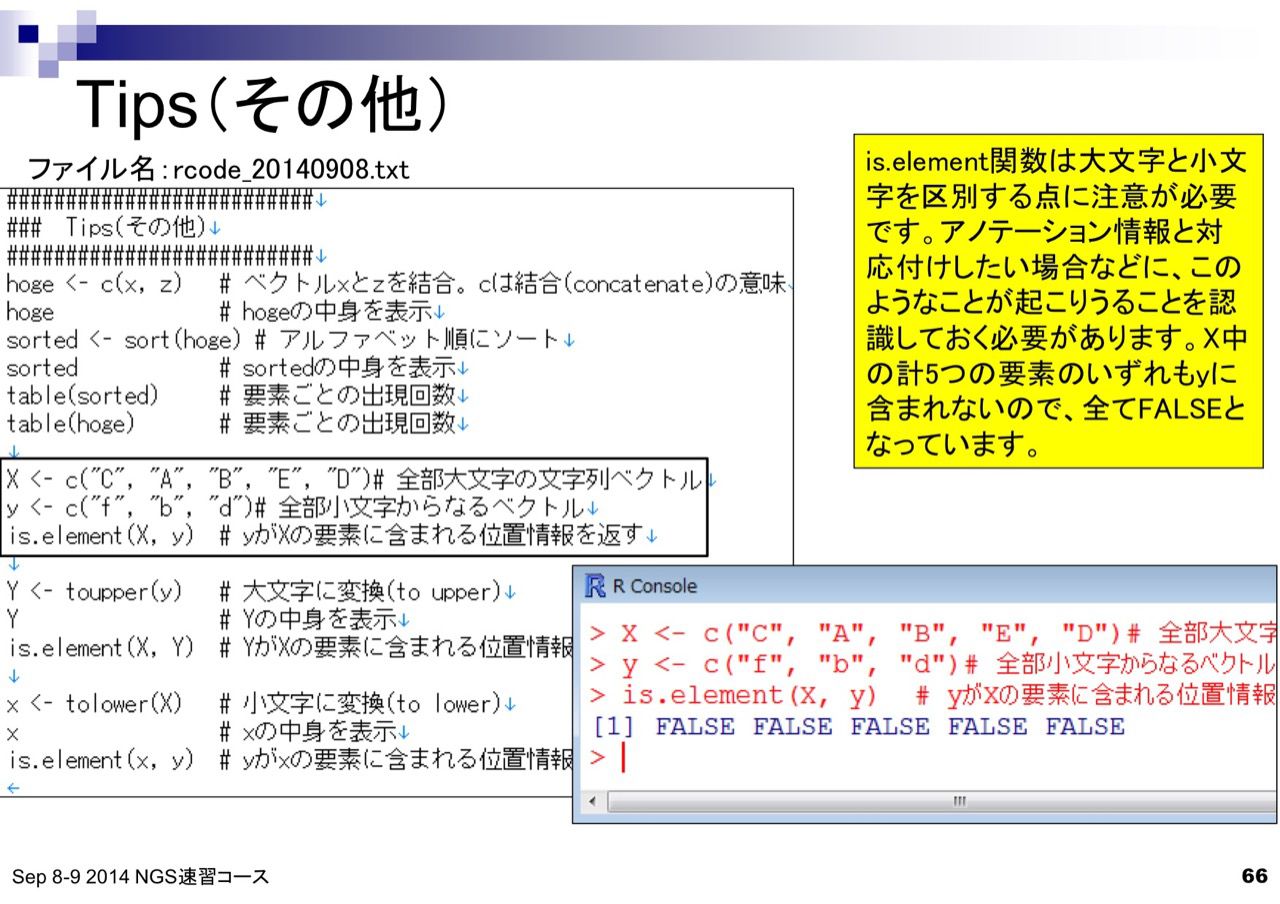 Tips(その他)
ファイル名:rcode_20140908.txt
##########################↓
### Tips(その他)↓
##########################↓
hoge <- c(x, z) # ベクトルxとzを結合。cは結合(concatenate)の意味
hoge # hogeの中身を表示↓
sorted <- sort(hoge) # アルファベット順にソート↓
sorted # sortedの中身を表示↓
table(sorted) # 要素ごとの出現回数↓
table(hoge) # 要素ごとの出現回数↓
↓
X <- c("C", "A", "B", "E", "D")# 全部大文字の文字列ベクトル↓
y <- c("f", "b", "d")# 全部小文字からなるベクトル↓
is.element(X, y) # yがXの要素に含まれる位置情報を返す↓
↓
Y <- toupper(y) # 大文字に変換(to upper)↓
Y # Yの中身を表示↓
is.element(X, Y) # YがXの要素に含まれる位置情報
↓
x <- tolower(X) # 小文字に変換(to lower)↓
x # xの中身を表示↓
is.element(x, y) # yがxの要素に含まれる位置情報
←
is.element関数は大文字と小文
字を区別する点に注意が必要
です。アノテーション情報と対
応付けしたい場合などに、この
ようなことが起こりうることを認
識しておく必要があります。X中
の計5つの要素のいずれもyに
含まれないので、全てFALSEと
なっています。
R R Console
> X <- c("C", "A", "B", "E", "D")# 全部大文字
> y <- c("f", "b", "d")# 全部小文字からなるベクトル
> is.element(X, y) # yがXの要素に含まれる位置情報
[1] FALSE FALSE FALSE FALSE FALSE
>
Sep 8-9 2014 NGS速習コース
66